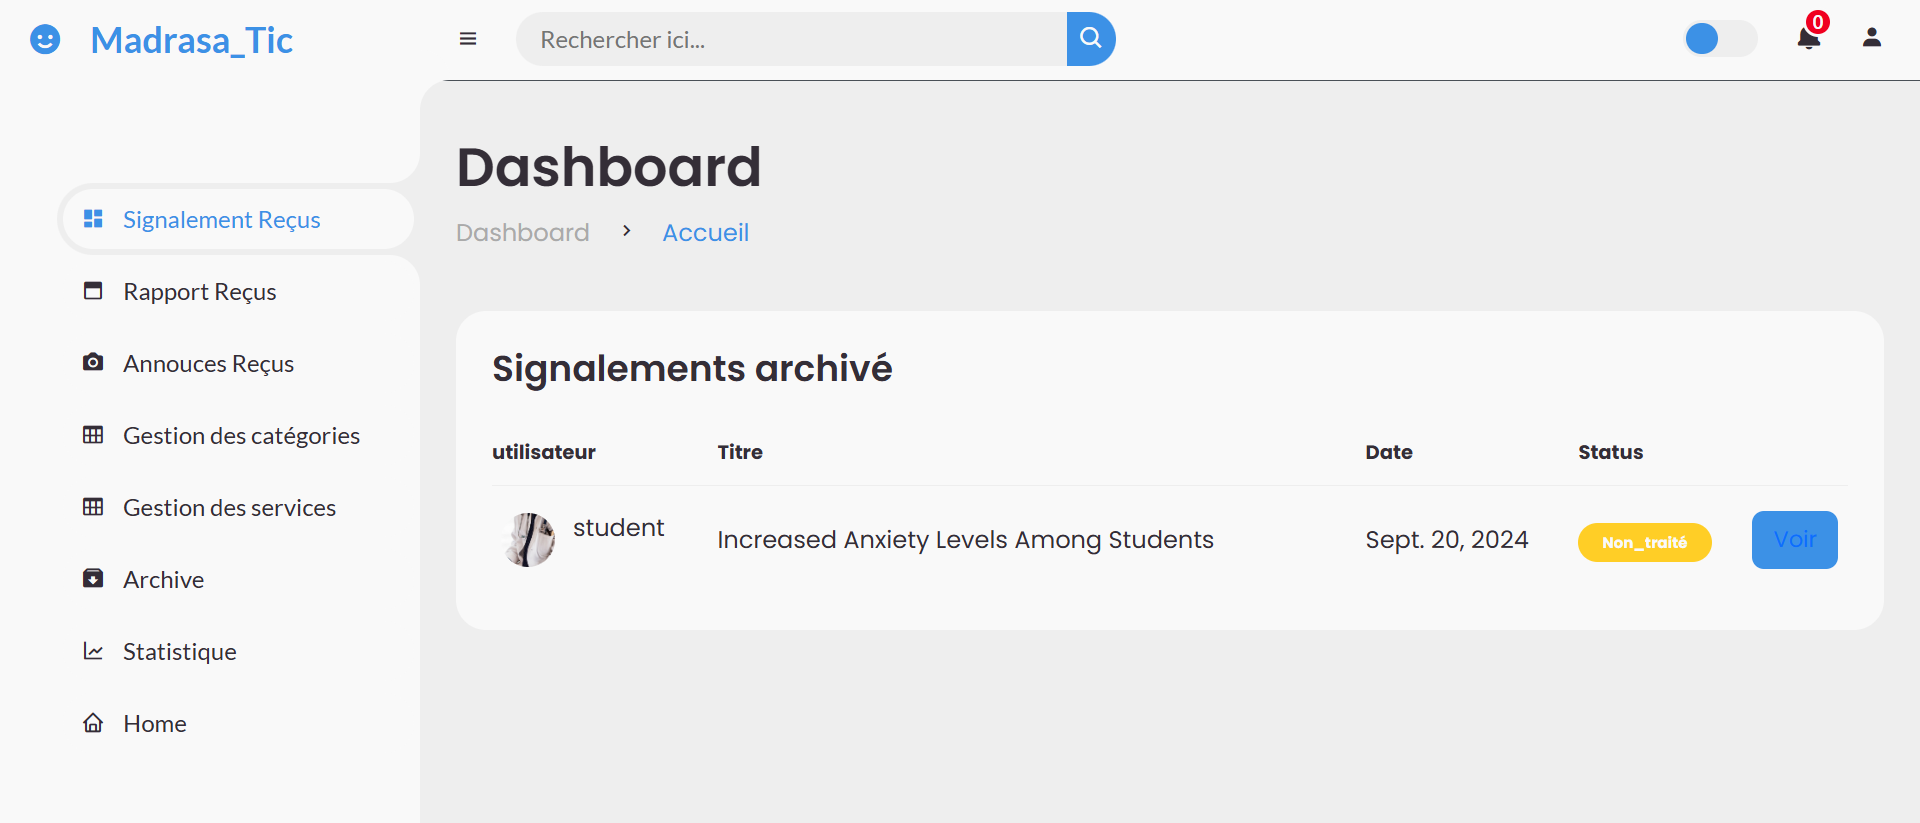 Madrasa_Tic
Rechercher ici...
0
Signalement Reçus
Rapport Reçus
Annouces Reçus
Gestion des catégories
Gestion des services
Archive
Statistique
Home
Dashboard
Dashboard Accueil
Signalements archivé
utilisateur Titre Date Status
student Increased Anxiety Levels Among Students Sept. 20, 2024 Non_traité Voir